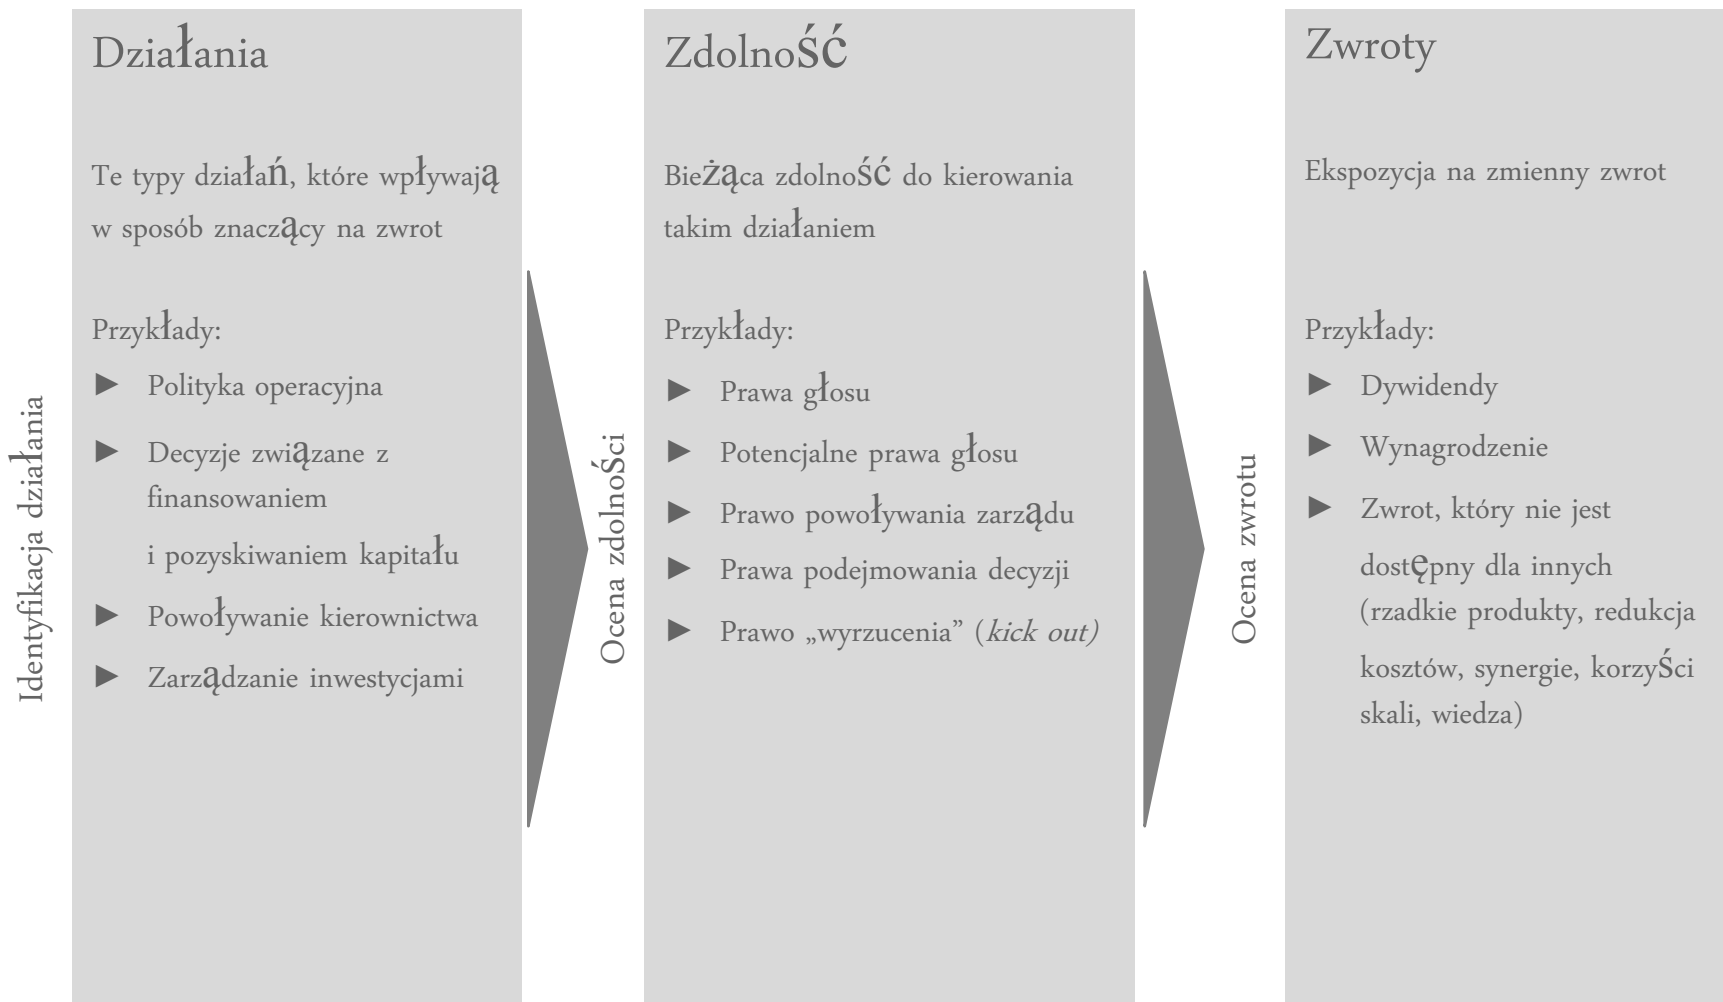 Identyfikacja działania
Działania
Te typy działań, które wpływają
w sposób znaczący na zwrot
Przykłady:
► Polityka operacyjna
► Decyzje związane z
finansowaniem
i pozyskiwaniem kapitału
► Powoływanie kierownictwa
► Zarządzanie inwestycjami
Ocena zdolności
Zdolność
Bieżąca zdolność do kierowania
takim działaniem
Przykłady:
► Prawa głosu
► Potencjalne prawa głosu
► Prawo powoływania zarządu
► Prawa podejmowania decyzji
► Prawo „wyrzucenia” (kick out)
Ocena zwrotu
Zwroty
Ekspozycja na zmienny zwrot
Przykłady:
► Dywidendy
► Wynagrodzenie
► Zwrot, który nie jest
dostępny dla innych
(rzadkie produkty, redukcja
kosztów, synergie, korzyści
skali, wiedza)